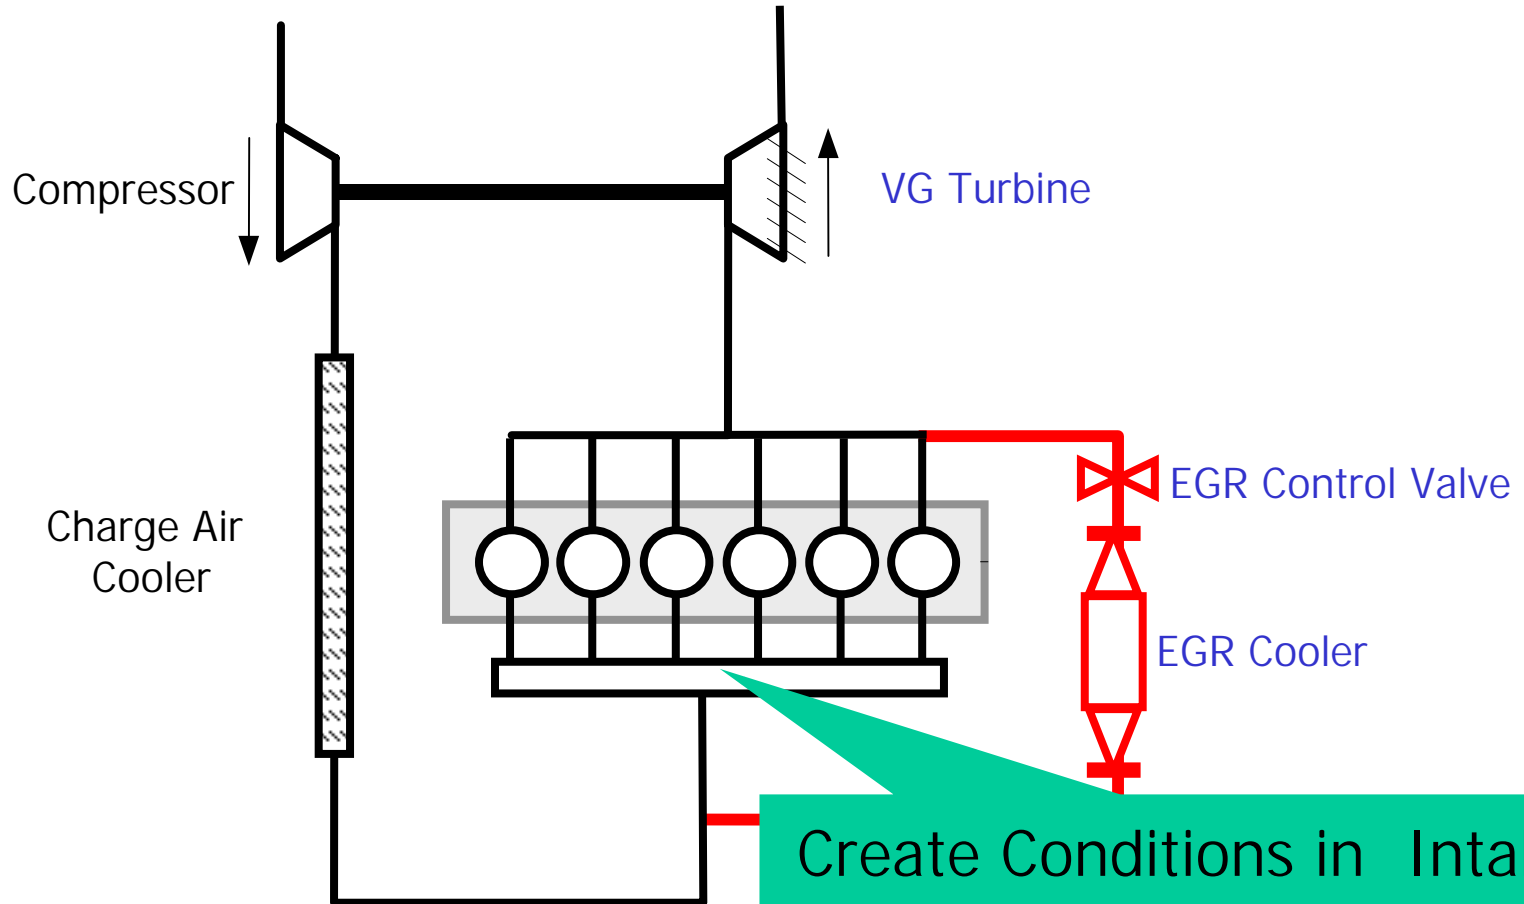 Compressor
VG Turbine
EGR Control Valve
Charge Air
Cooler
EGR Cooler
Create Conditions in Inta